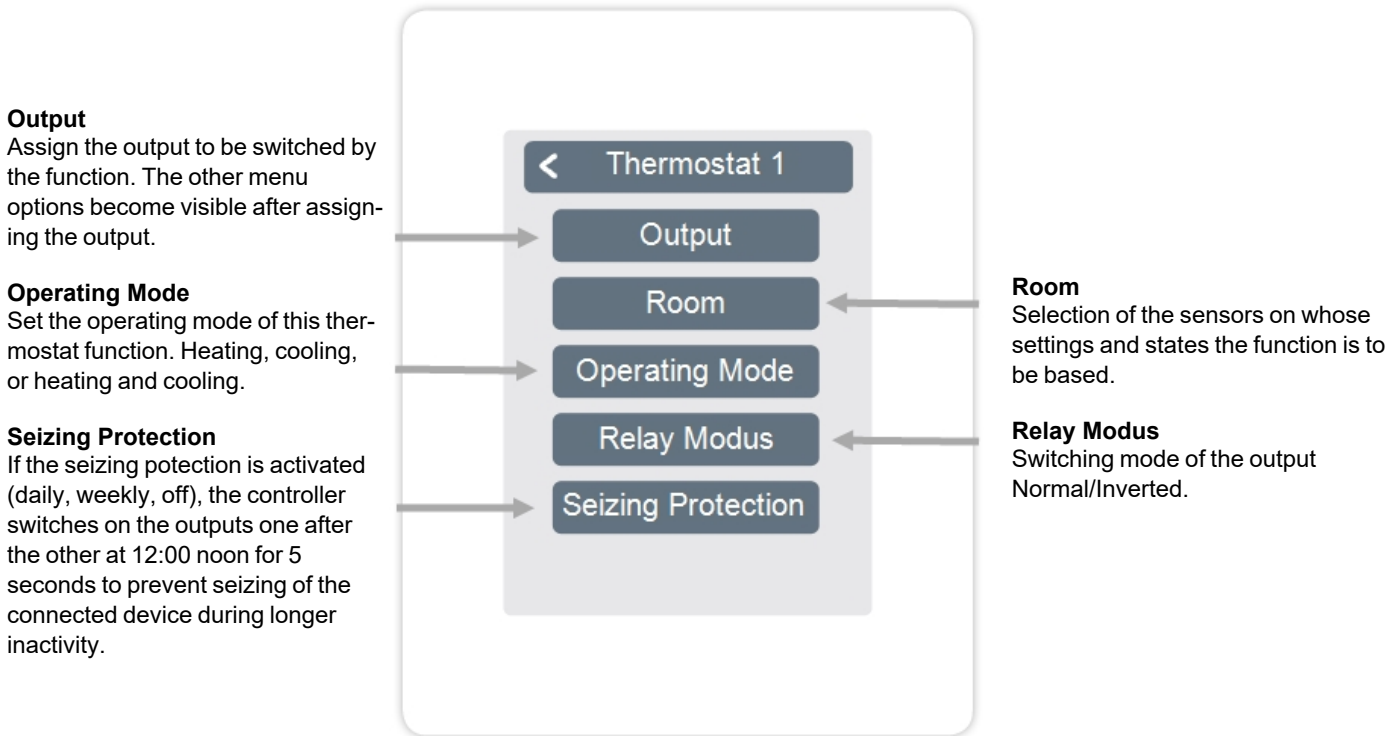 Output
Assign the output to be switched by
the function. The other menu
options become visible after assign-
ing the output.
Operating Mode
Set the operating mode of this ther-
mostat function. Heating, cooling,
or heating and cooling.
Seizing Protection
If the seizing potection is activated
(daily, weekly, off), the controller
switches on the outputs one after
the other at 12:00 noon for 5
seconds to prevent seizing of the
connected device during longer
inactivity.
< Thermostat 1
Output
Room
Operating Mode
Relay Modus
Seizing Protection
Room
Selection of the sensors on whose
settings and states the function is to
be based.
Relay Modus
Switching mode of the output
Normal/Inverted.